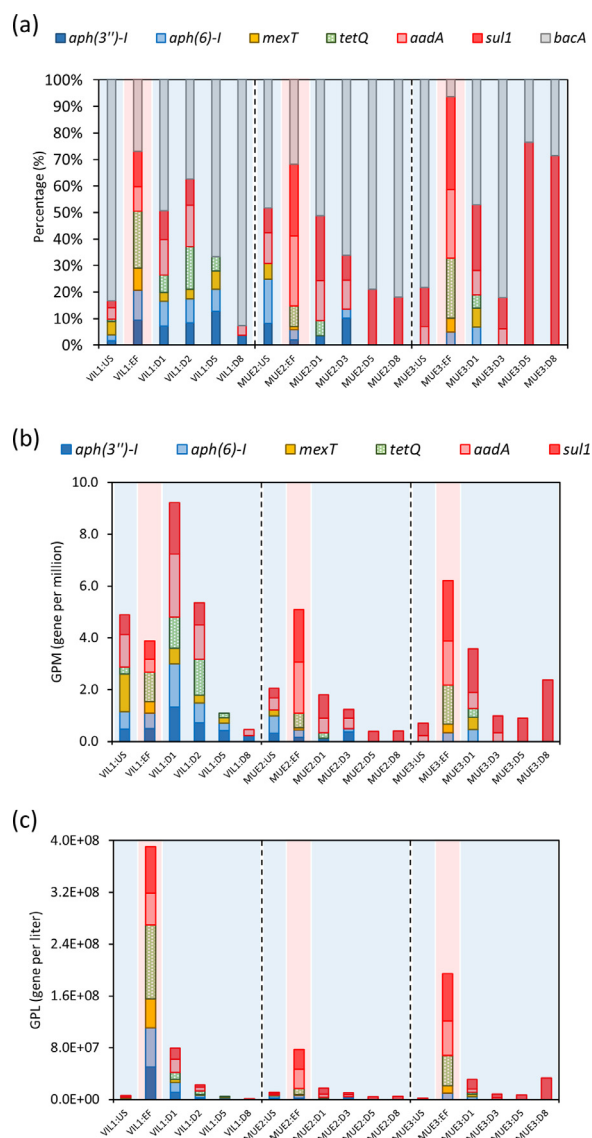 (a)
aph(3'')-I aph(6)-I mexT tetQ aadA sul1 bacA
100%
90%
80%
70%
60%
50%
40%
30%
20%
10%
0%
Percentage (%)
VIL1:US VIL1:EF VIL1:D1 VIL1:D2 VIL1:D5 VIL1:D8 MUE2:US MUE2:EF MUE2:D1 MUE2:D3 MUE2:D5 MUE2:D8 MUE3:US MUE3:EF MUE3:D1 MUE3:D3 MUE3:D5 MUE3:D8
(b)
aph(3'')-I aph(6)-I mexT tetQ aadA sul1
10.0
8.0
6.0
4.0
2.0
0.0
GPM (gene per million)
VIL1:US VIL1:EF VIL1:D1 VIL1:D2 VIL1:D5 VIL1:D8 MUE2:US MUE2:EF MUE2:D1 MUE2:D3 MUE2:D5 MUE2:D8 MUE3:US MUE3:EF MUE3:D1 MUE3:D3 MUE3:D5 MUE3:D8
(c)
4.0E+08
3.2E+08
2.4E+08
1.6E+08
8.0E+07
0.0E+00
GPL (gene per liter)
VIL1:US VIL1:EF VIL1:D1 VIL1:D2 VIL1:D5 VIL1:D8 MUE2:US MUE2:EF MUE2:D1 MUE2:D3 MUE2:D5 MUE2:D8 MUE3:US MUE3:EF MUE3:D1 MUE3:D3 MUE3:D5 MUE3:D8